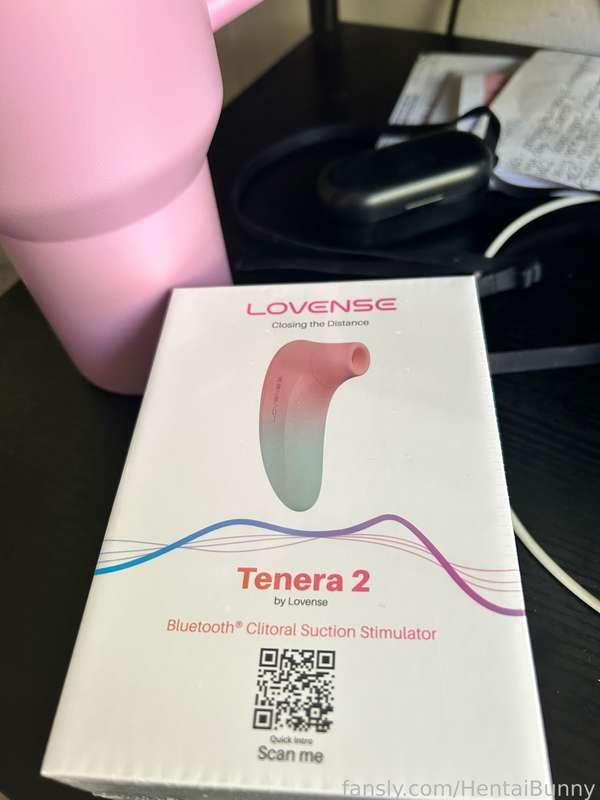 LOVENSE
Closing the Distance
LOVENSE
Tenera 2
by Lovense
Bluetooth® Clitoral Suction Stimulator
Quick Intro
Scan me
fansly.com/HentaiBunny